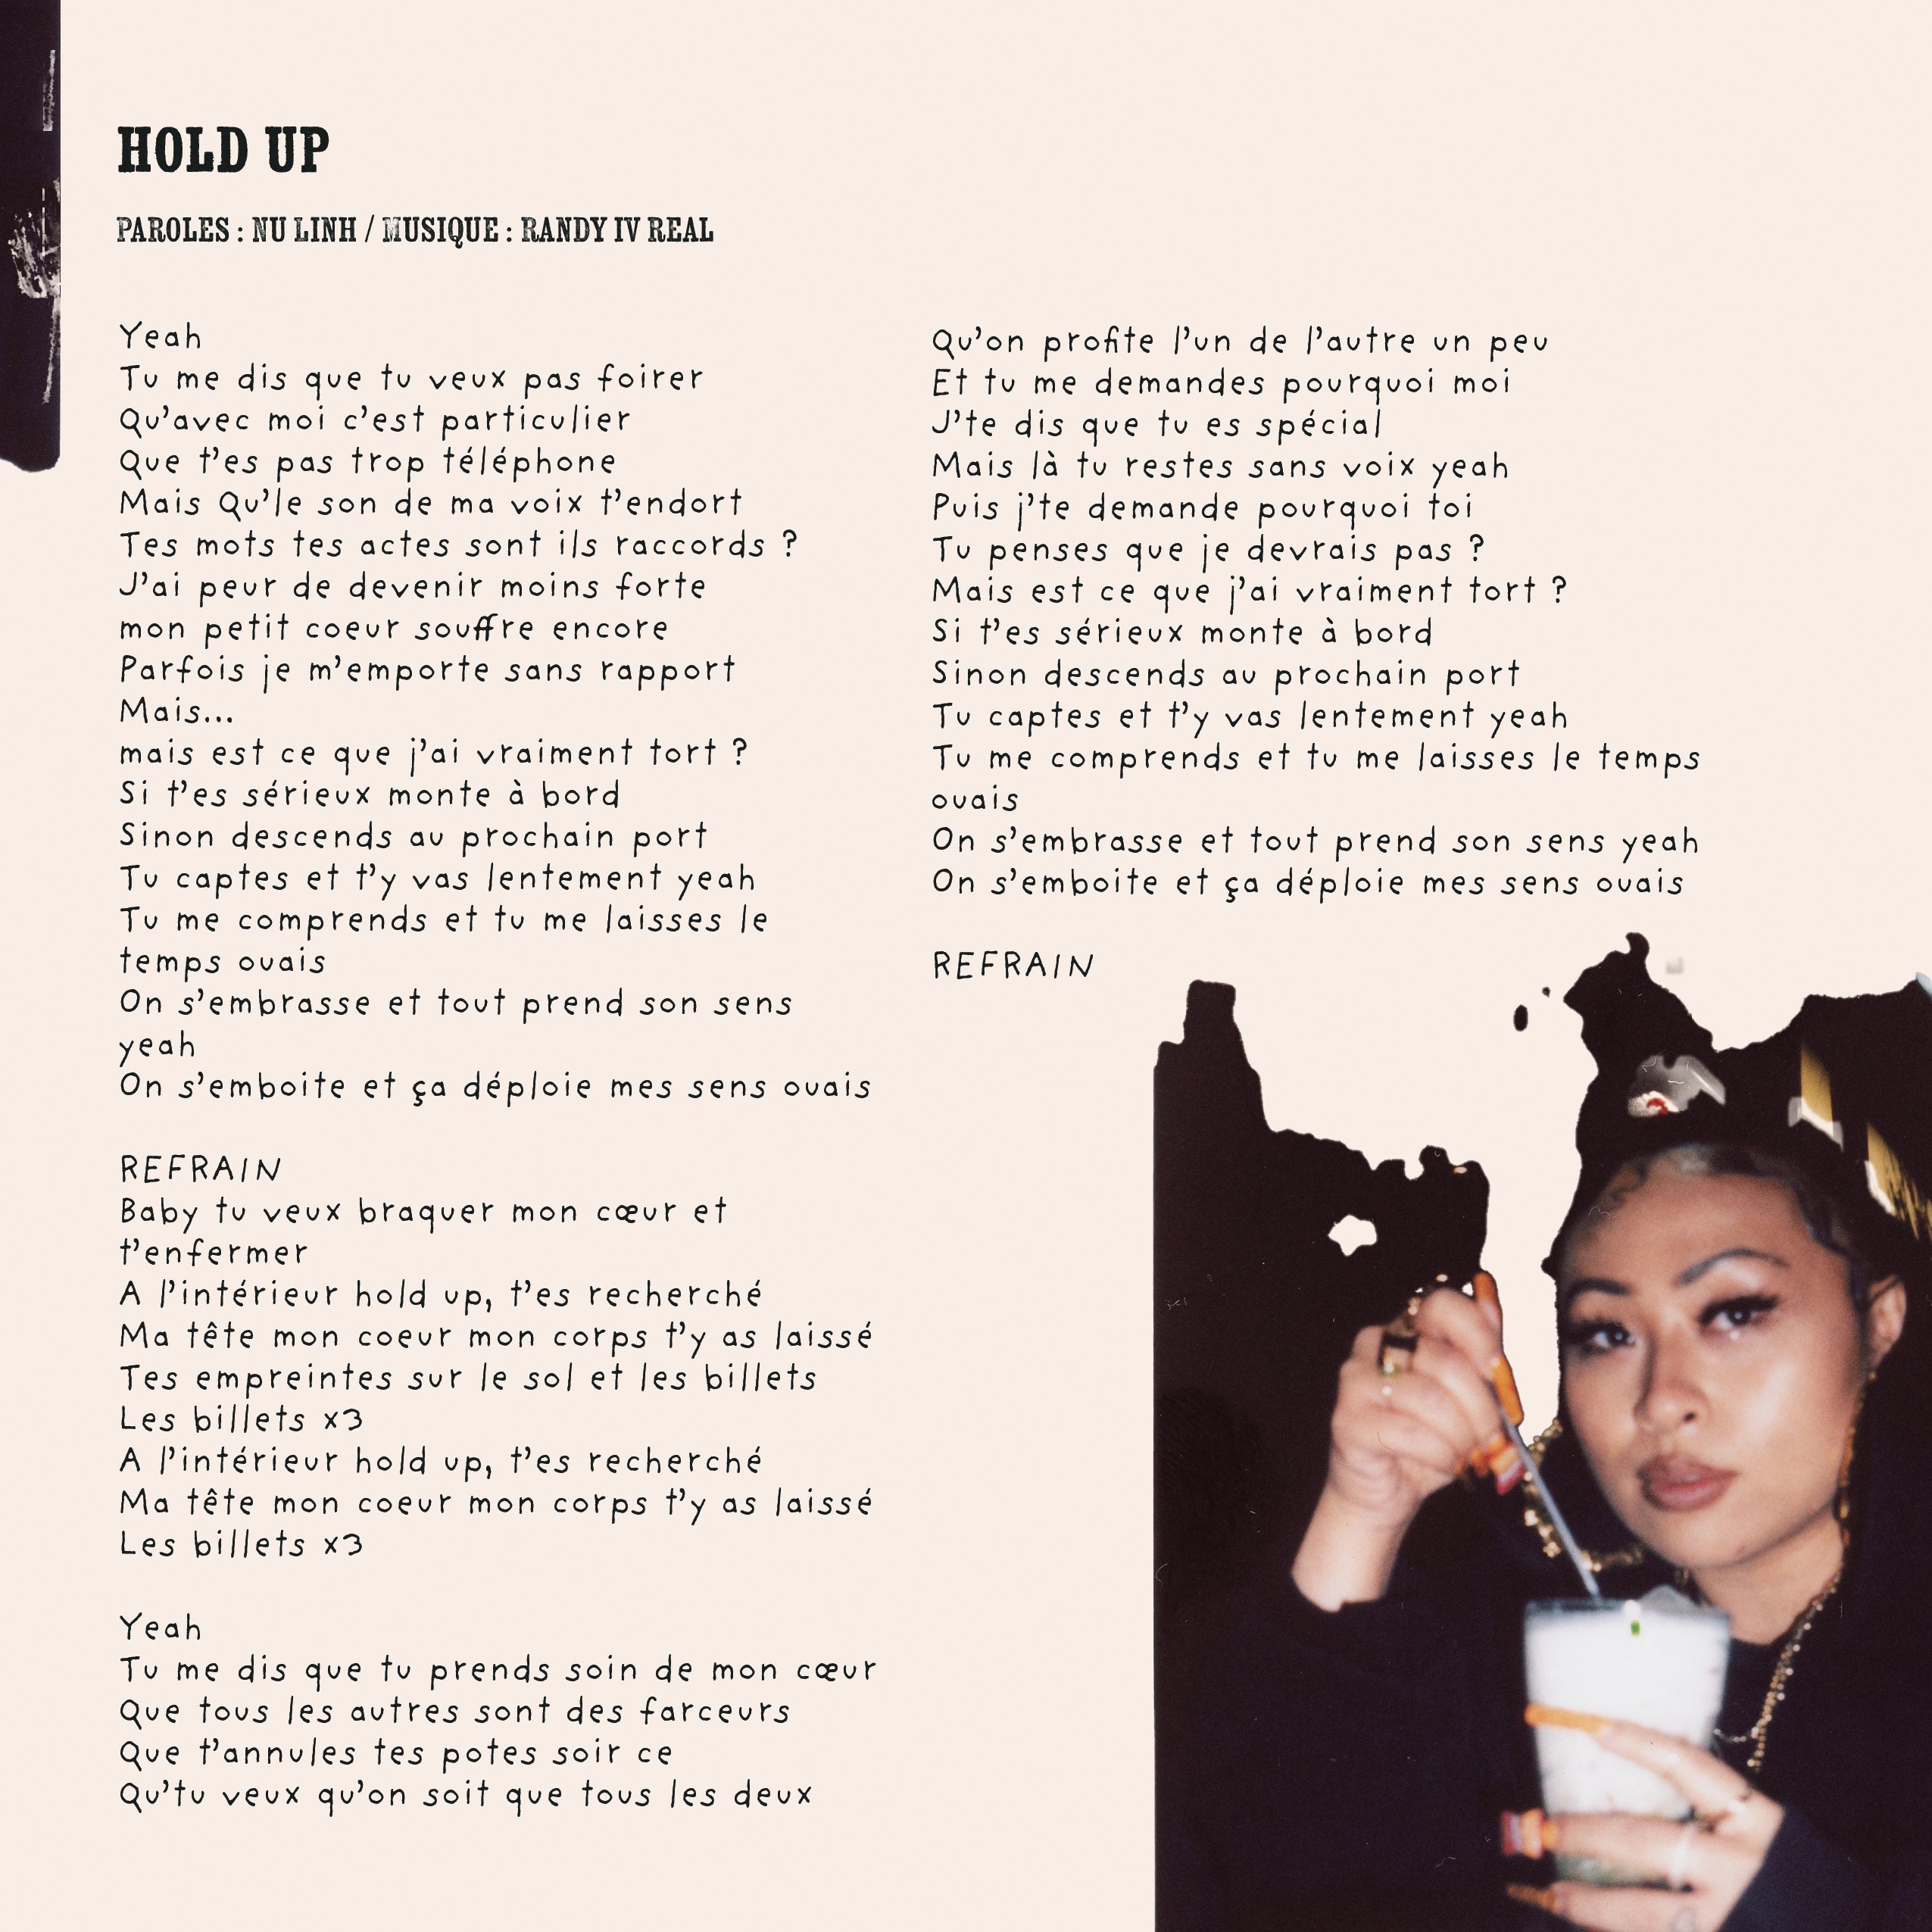 HOLD UP
PAROLES : NU LINH / MUSIQUE : RANDY IV REAL
Yeah
Tu me dis que tu veux pas foirer
Qu'avec moi c'est particulier
Que t'es pas trop téléphone
Mais Qu'le son de ma voix t'endort
Tes mots tes actes sont ils raccords ?
J'ai peur de devenir moins forte
mon petit coeur souffre encore
Parfois je m'emporte sans rapport
Mais...
mais est ce que j'ai vraiment tort ?
Si t'es sérieux monte à bord
Sinon descends au prochain port
Tu captes et t'y vas lentement yeah
Tu me comprends et tu me laisses le
temps ouais
On s'embrasse et tout prend son sens
yeah
On s'emboite et ça déploie mes sens ouais
REFRAIN
Baby tu veux braquer mon cœur et
t'enfermer
A l'intérieur hold up, t'es recherché
Ma tête mon coeur mon corps t'y as laissé
Tes empreintes sur le sol et les billets
Les billets x3
A l'intérieur hold up, t'es recherché
Ma tête mon coeur mon corps t'y as laissé
Les billets x3
Yeah
Tu me dis que tu prends soin de mon cœur
Que tous les autres sont des farceurs
Que t'annules tes potes soir ce
Qu'tu veux qu'on soit que tous les deux
Qu'on profite l'un de l'autre un peu
Et tu me demandes pourquoi moi
J'te dis que tu es spécial
Mais là tu restes sans voix yeah
Puis j'te demande pourquoi toi
Tu penses que je devrais pas ?
Mais est ce que j'ai vraiment tort ?
Si t'es sérieux monte à bord
Sinon descends au prochain port
Tu captes et t'y vas lentement yeah
Tu me comprends et tu me laisses le temps
ouais
On s'embrasse et tout prend son sens yeah
On s'emboite et ça déploie mes sens ouais
REFRAIN